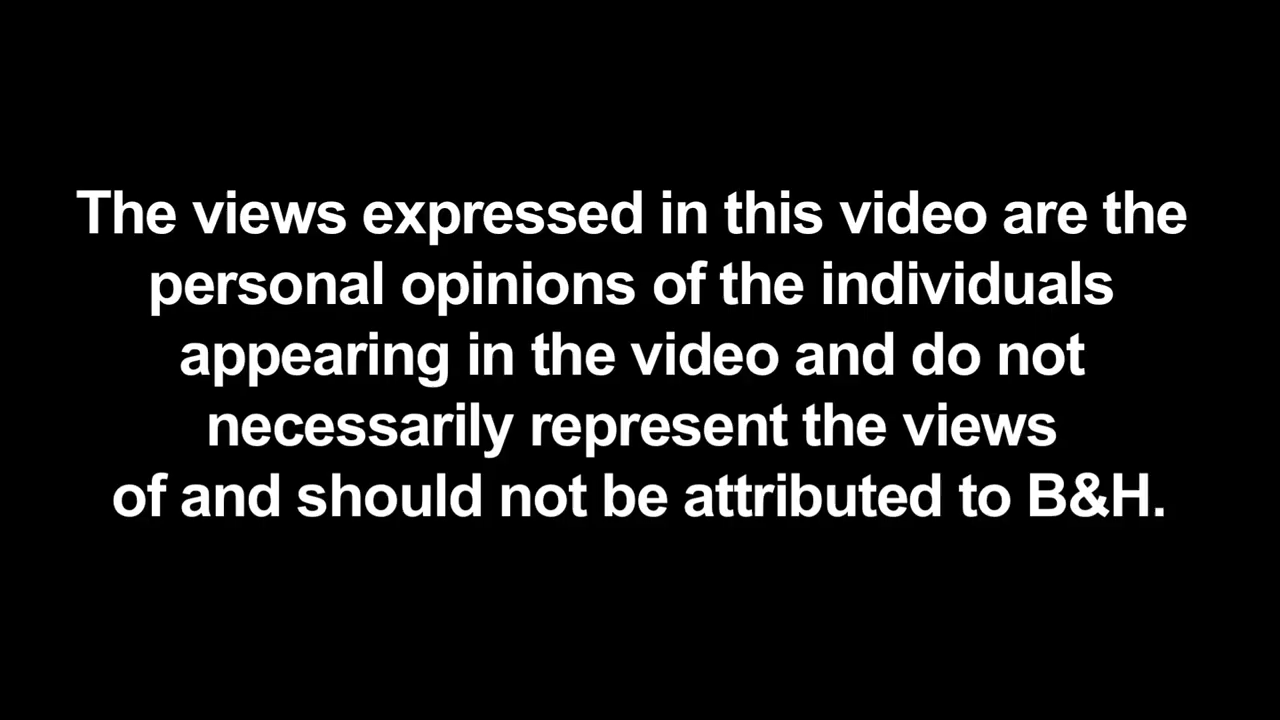 The views expressed in this video are the
personal opinions of the individuals
appearing in the video and do not
necessarily represent the views
of and should not be attributed to B&H.